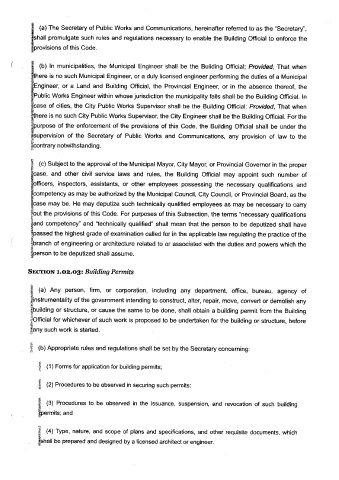 (a) The Secretary of Public Works and Communications, hereinafter referred to as the "Secretary",
shall promulgate such rules and regulations necessary to enable the Building Official to enforce the
provisions of this Code.
(b) In municipalities, the Municipal Engineer shall be the Building Official; Provided, That when
there is no such Municipal Engineer, or a duly licensed engineer performing the duties of a Municipal
Engineer, or a Land and Building Official, the Provincial Engineer, or in the absence thereof, the
Public Works Engineer within whose jurisdiction the municipality falls shall be the Building Official. In
case of cities, the City Public Works Supervisor shall be the Building Official: Provided, That when
there is no such City Public Works Supervisor, the City Engineer shall be the Building Official. For the
purpose of the enforcement of the provisions of this Code, the Building Official shall be under the
supervision of the Secretary of Public Works and Communications, any provision of law to the
contrary notwithstanding.
(c) Subject to the approval of the Municipal Mayor, City Mayor, or Provincial Governor in the proper
case, and other civil service laws and rules, the Building Official may appoint such number of
officers, inspectors, assistants, or other employees possessing the necessary qualifications and
competency as may be authorized by the Municipal Council, City Council, or Provincial Board, as the
case may be. He may deputize such technically qualified employees as may be necessary to carry
out the provisions of this Code. For purposes of this Subsection, the terms "necessary qualifications
and competency" and "technically qualified" shall mean that the person to be deputized shall have
passed the highest grade of examination called for in the applicable law regulating the practice of the
branch of engineering or architecture related to or associated with the duties and powers which the
person to be deputized shall assume.
SECTION 1.02.03: Building Permits
(a) Any person, firm, or corporation, including any department, office, bureau, agency of
instrumentality of the government intending to construct, alter, repair, move, convert or demolish any
building or structure, or cause the same to be done, shall obtain a building permit from the Building
Official for whichever of such work is proposed to be undertaken for the building or structure, before
any such work is started.
(b) Appropriate rules and regulations shall be set by the Secretary concerning:
(1) Forms for application for building permits;
(2) Procedures to be observed in securing such permits;
(3) Procedures to be observed in the issuance, suspension, and revocation of such building
permits; and
(4) Type, nature, and scope of plans and specifications, and other requisite documents, which
shall be prepared and designed by a licensed architect or engineer.